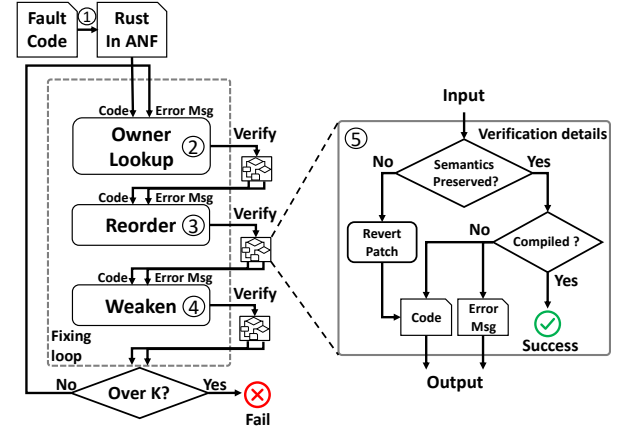 Fault
Code
①
Rust
In ANF
Code
Error Msg
Owner
Lookup
②
Verify
Code
Error Msg
Reorder
③
Verify
Code
Error Msg
Weaken
④
Verify
Fixing
loop
No
Over K?
Yes
Fail
Input
⑤
Verification details
No
Semantics
Preserved?
Yes
Revert
Patch
No
Compiled ?
Yes
Code
Error
Msg
Success
Output